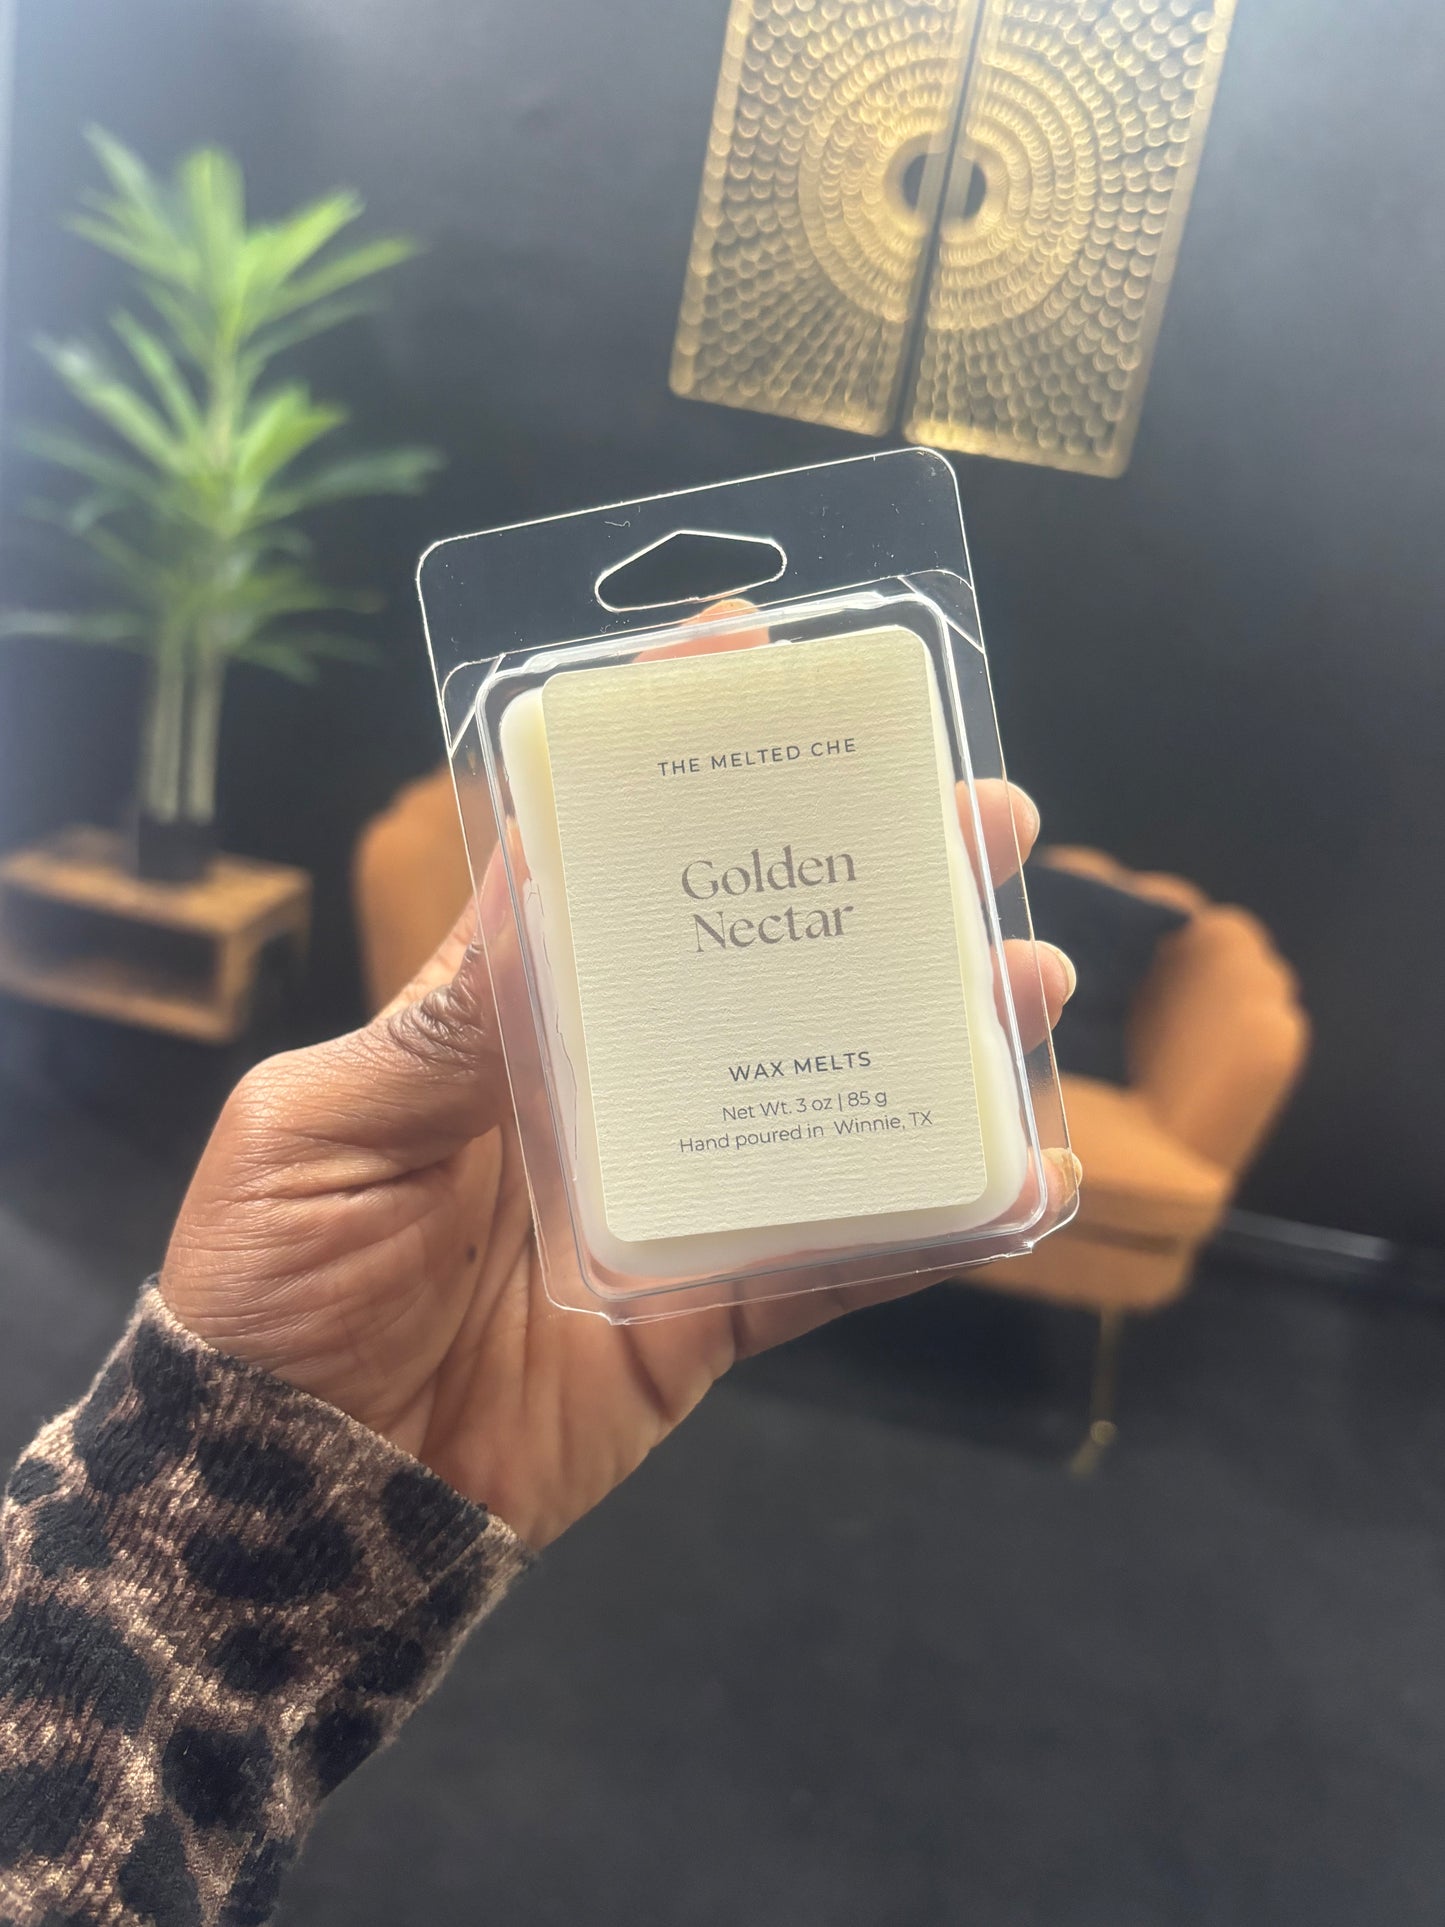 THE MELTED CHE
Golden
Nectar
WAX MELTS
Net Wt. 3 oz | 85 g
Hand poured in Winnie, TX